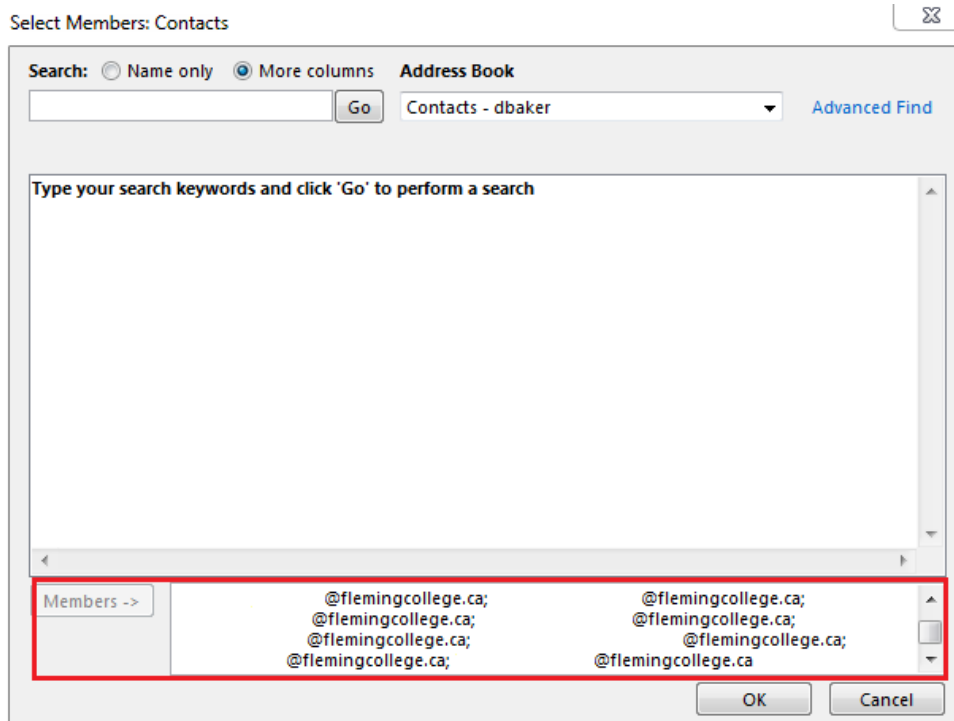 Select Members: Contacts
Search: Name only More columns Address Book
Go Contacts - dbaker Advanced Find
Type your search keywords and click 'Go' to perform a search
Members -> @flemingcollege.ca; @flemingcollege.ca;
@flemingcollege.ca; @flemingcollege.ca;
@flemingcollege.ca; @flemingcollege.ca;
@flemingcollege.ca; @flemingcollege.ca
OK Cancel